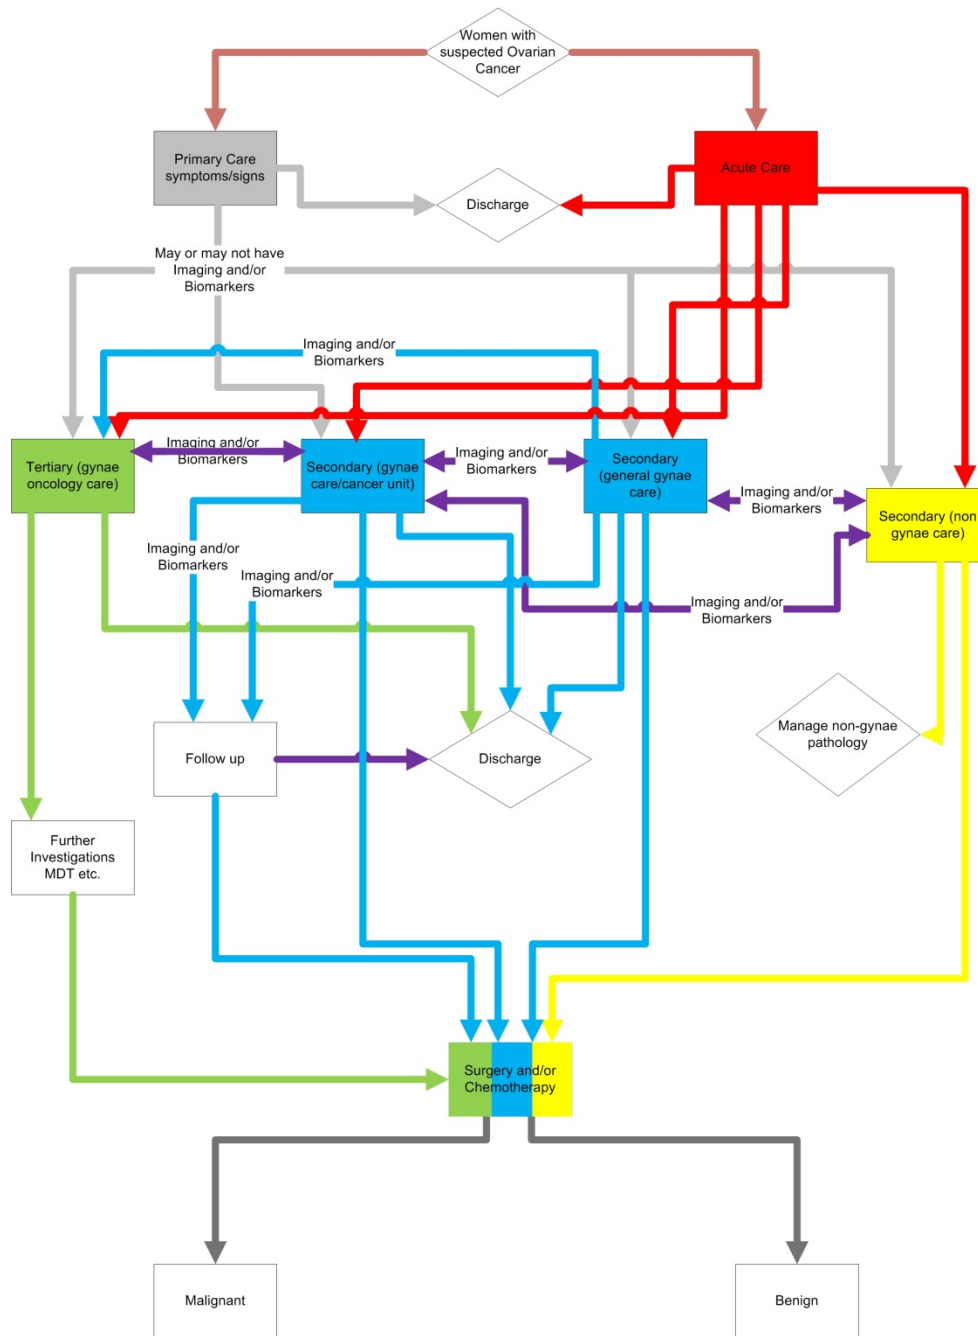 Women with
suspected Ovarian
Cancer
Primary Care
symptoms/signs
Acute Care
Discharge
May or may not have
Imaging and/or
Biomarkers
Imaging and/or
Biomarkers
Tertiary (gynae
oncology care)
Imaging and/or
Biomarkers
Secondary (gynae
care/cancer unit)
Imaging and/or
Biomarkers
Secondary
(general gynae
care)
Imaging and/or
Biomarkers
Secondary (non
gynae care)
Imaging and/or
Biomarkers
Imaging and/or
Biomarkers
Imaging and/or
Biomarkers
Follow up
Discharge
Manage non-gynae
pathology
Further
Investigations
MDT etc.
Surgery and/or
Chemotherapy
Malignant
Benign